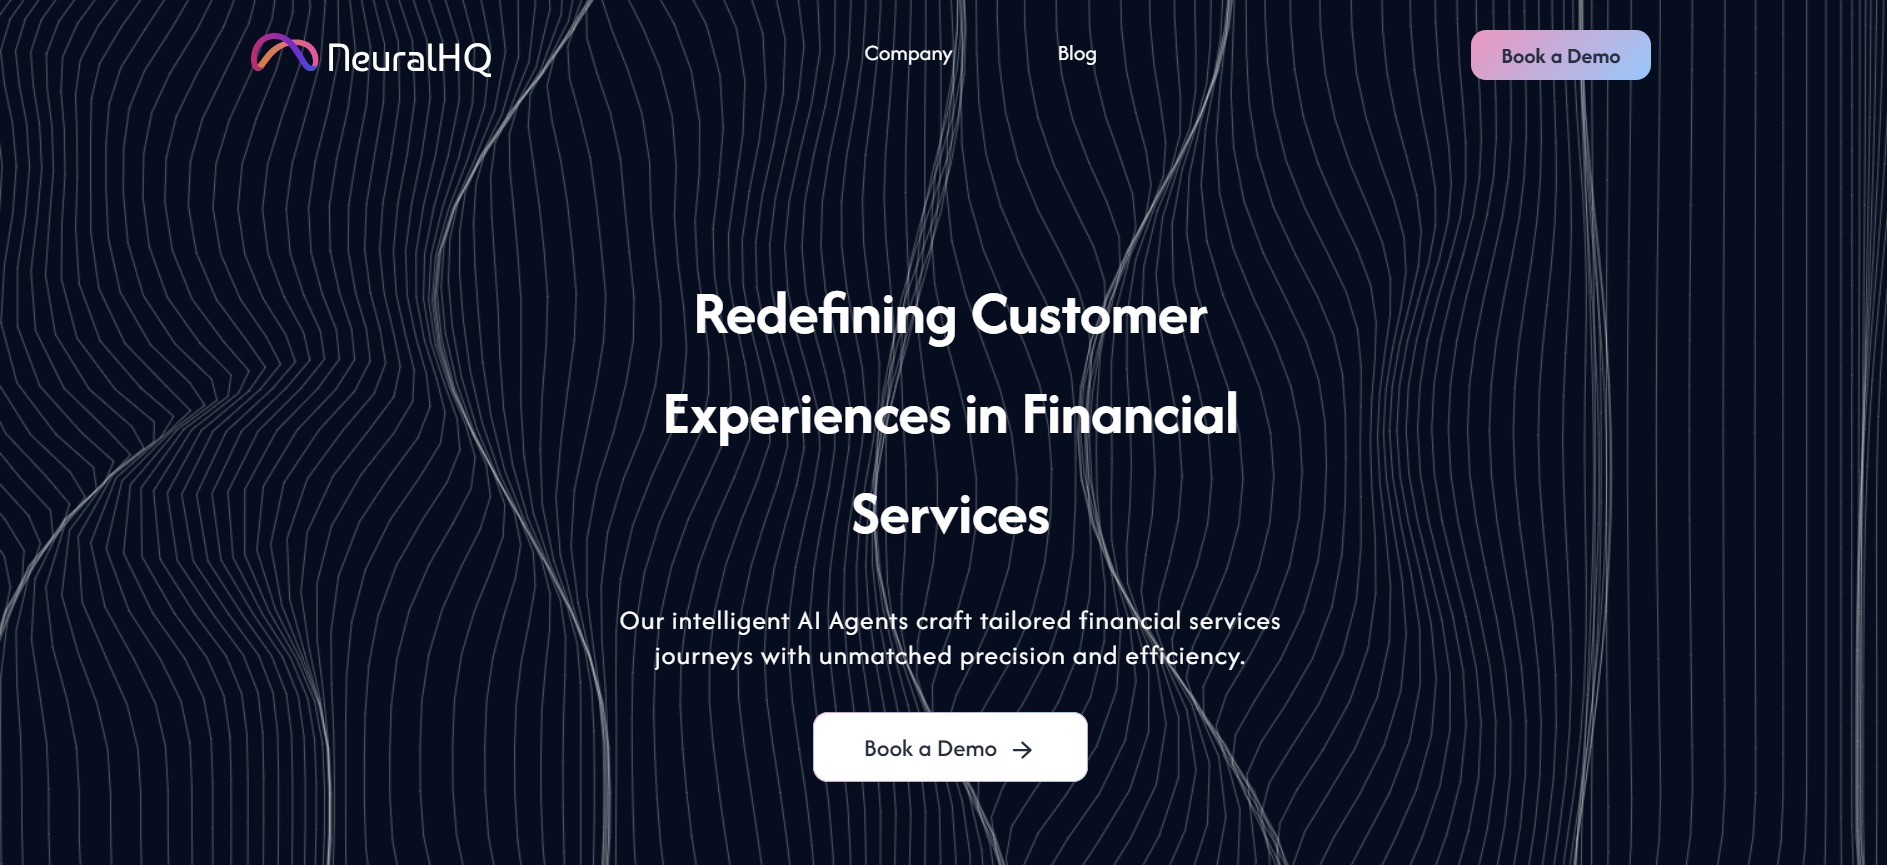 NeuralHQ
Company
Blog
Book a Demo
Redefining Customer
Experiences in Financial
Services
Our intelligent AI Agents craft tailored financial services
journeys with unmatched precision and efficiency.
Book a Demo →